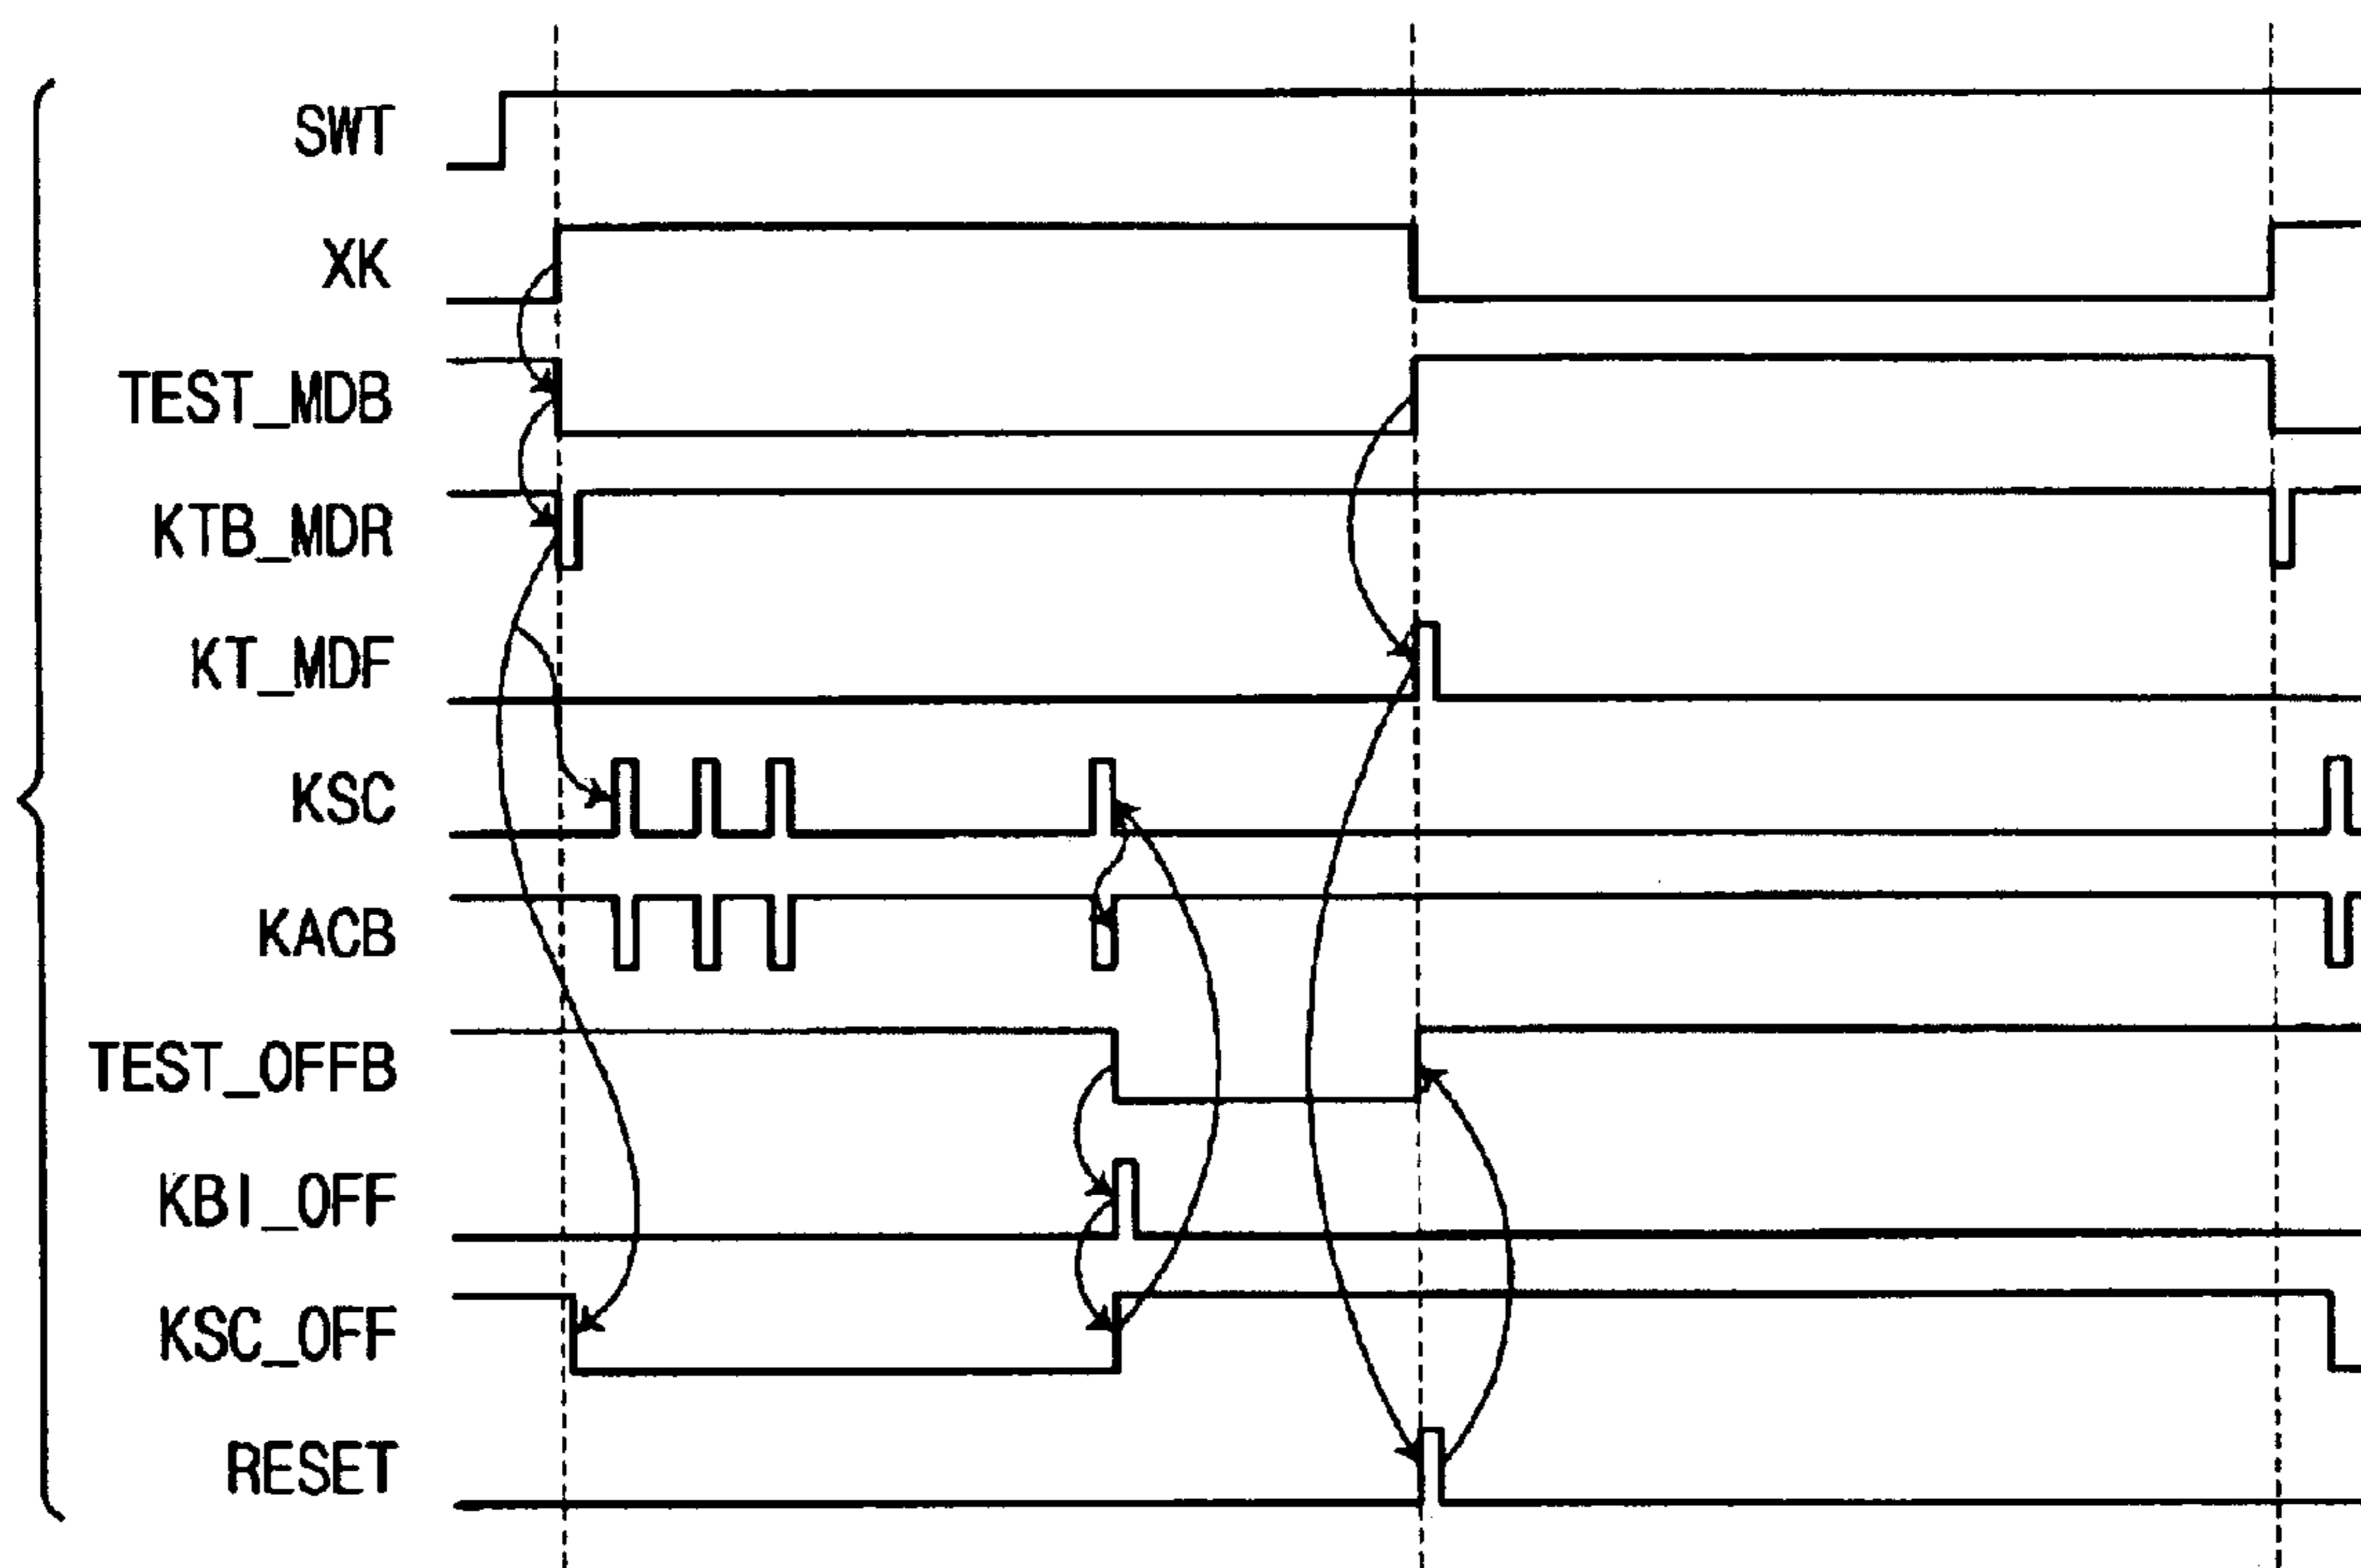 SWT
XK
TEST_MDB
KTB_MDR
KT_MDF
KSC
KACB
TEST_OFFB
KBI_OFF
KSC_OFF
RESET